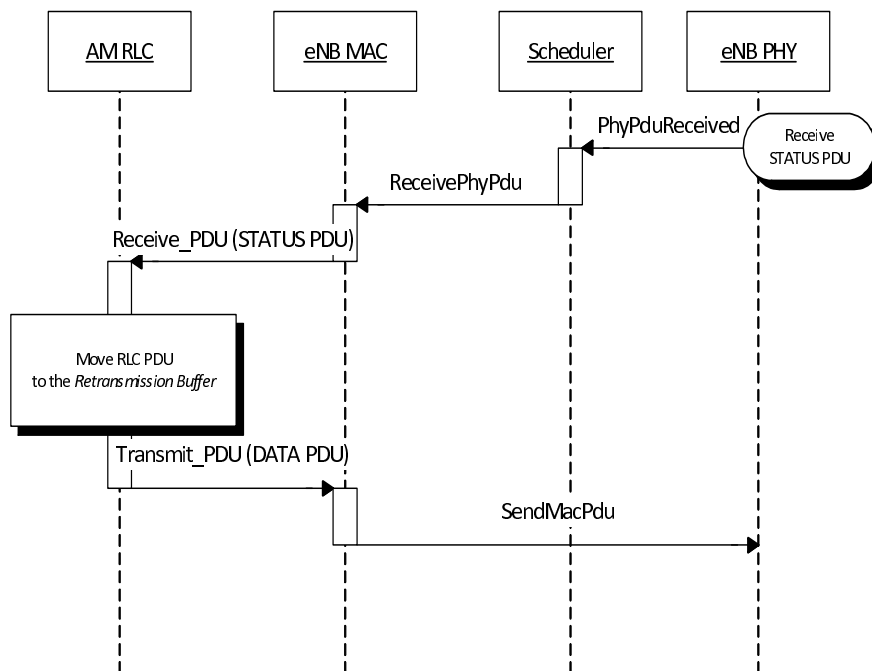 AM RLC
eNB MAC
Scheduler
eNB PHY
PhyPduReceived
Receive
STATUS PDU
ReceivePhyPdu
Receive_PDU (STATUS PDU)
Move RLC PDU
to the Retransmission Buffer
Transmit_PDU (DATA PDU)
SendMacPdu